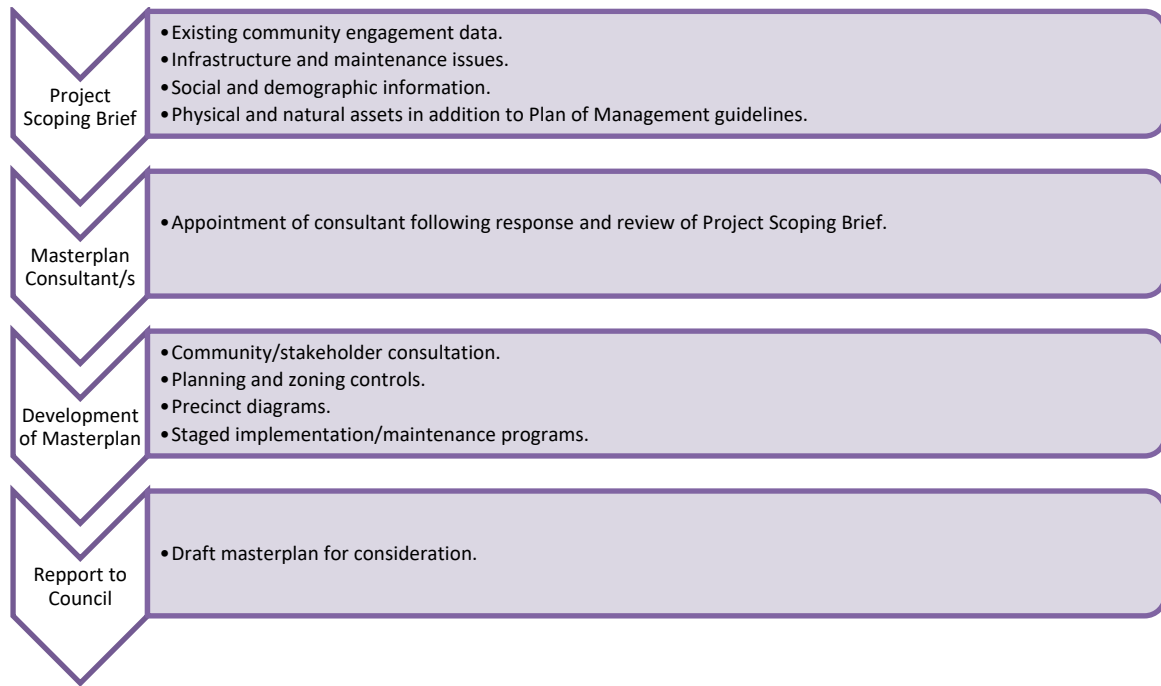 Project
Scoping Brief
•Existing community engagement data.
•Infrastructure and maintenance issues.
•Social and demographic information.
•Physical and natural assets in addition to Plan of Management guidelines.
Masterplan
Consultant/s
•Appointment of consultant following response and review of Project Scoping Brief.
Development
of Masterplan
•Community/stakeholder consultation.
•Planning and zoning controls.
•Precinct diagrams.
•Staged implementation/maintenance programs.
Repport to
Council
•Draft masterplan for consideration.